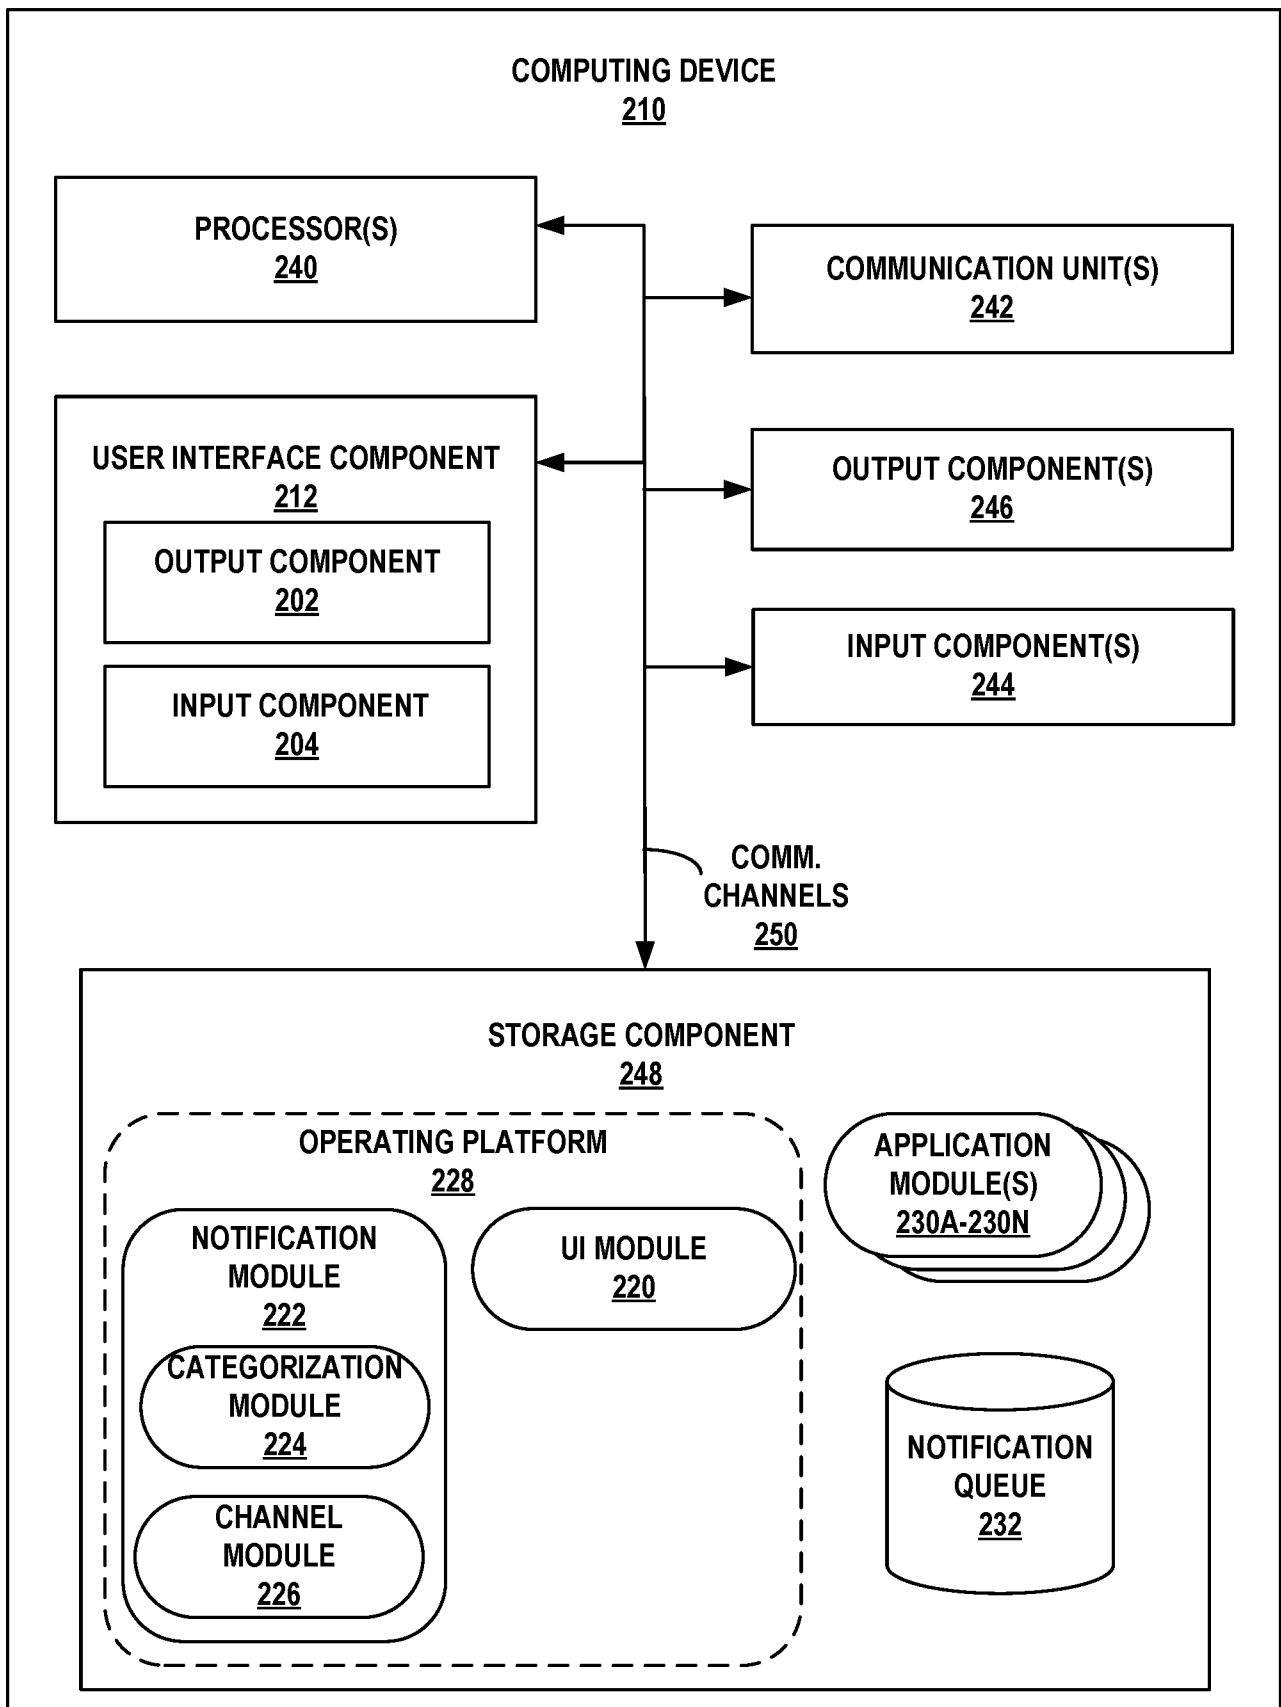 COMPUTING DEVICE
210
PROCESSOR(S)
240
COMMUNICATION UNIT(S)
242
USER INTERFACE COMPONENT
212
OUTPUT COMPONENT
202
INPUT COMPONENT
204
OUTPUT COMPONENT(S)
246
INPUT COMPONENT(S)
244
COMM.
CHANNELS
250
STORAGE COMPONENT
248
OPERATING PLATFORM
228
NOTIFICATION
MODULE
222
CATEGORIZATION
MODULE
224
CHANNEL
MODULE
226
UI MODULE
220
APPLICATION
MODULE(S)
230A-230N
NOTIFICATION
QUEUE
232